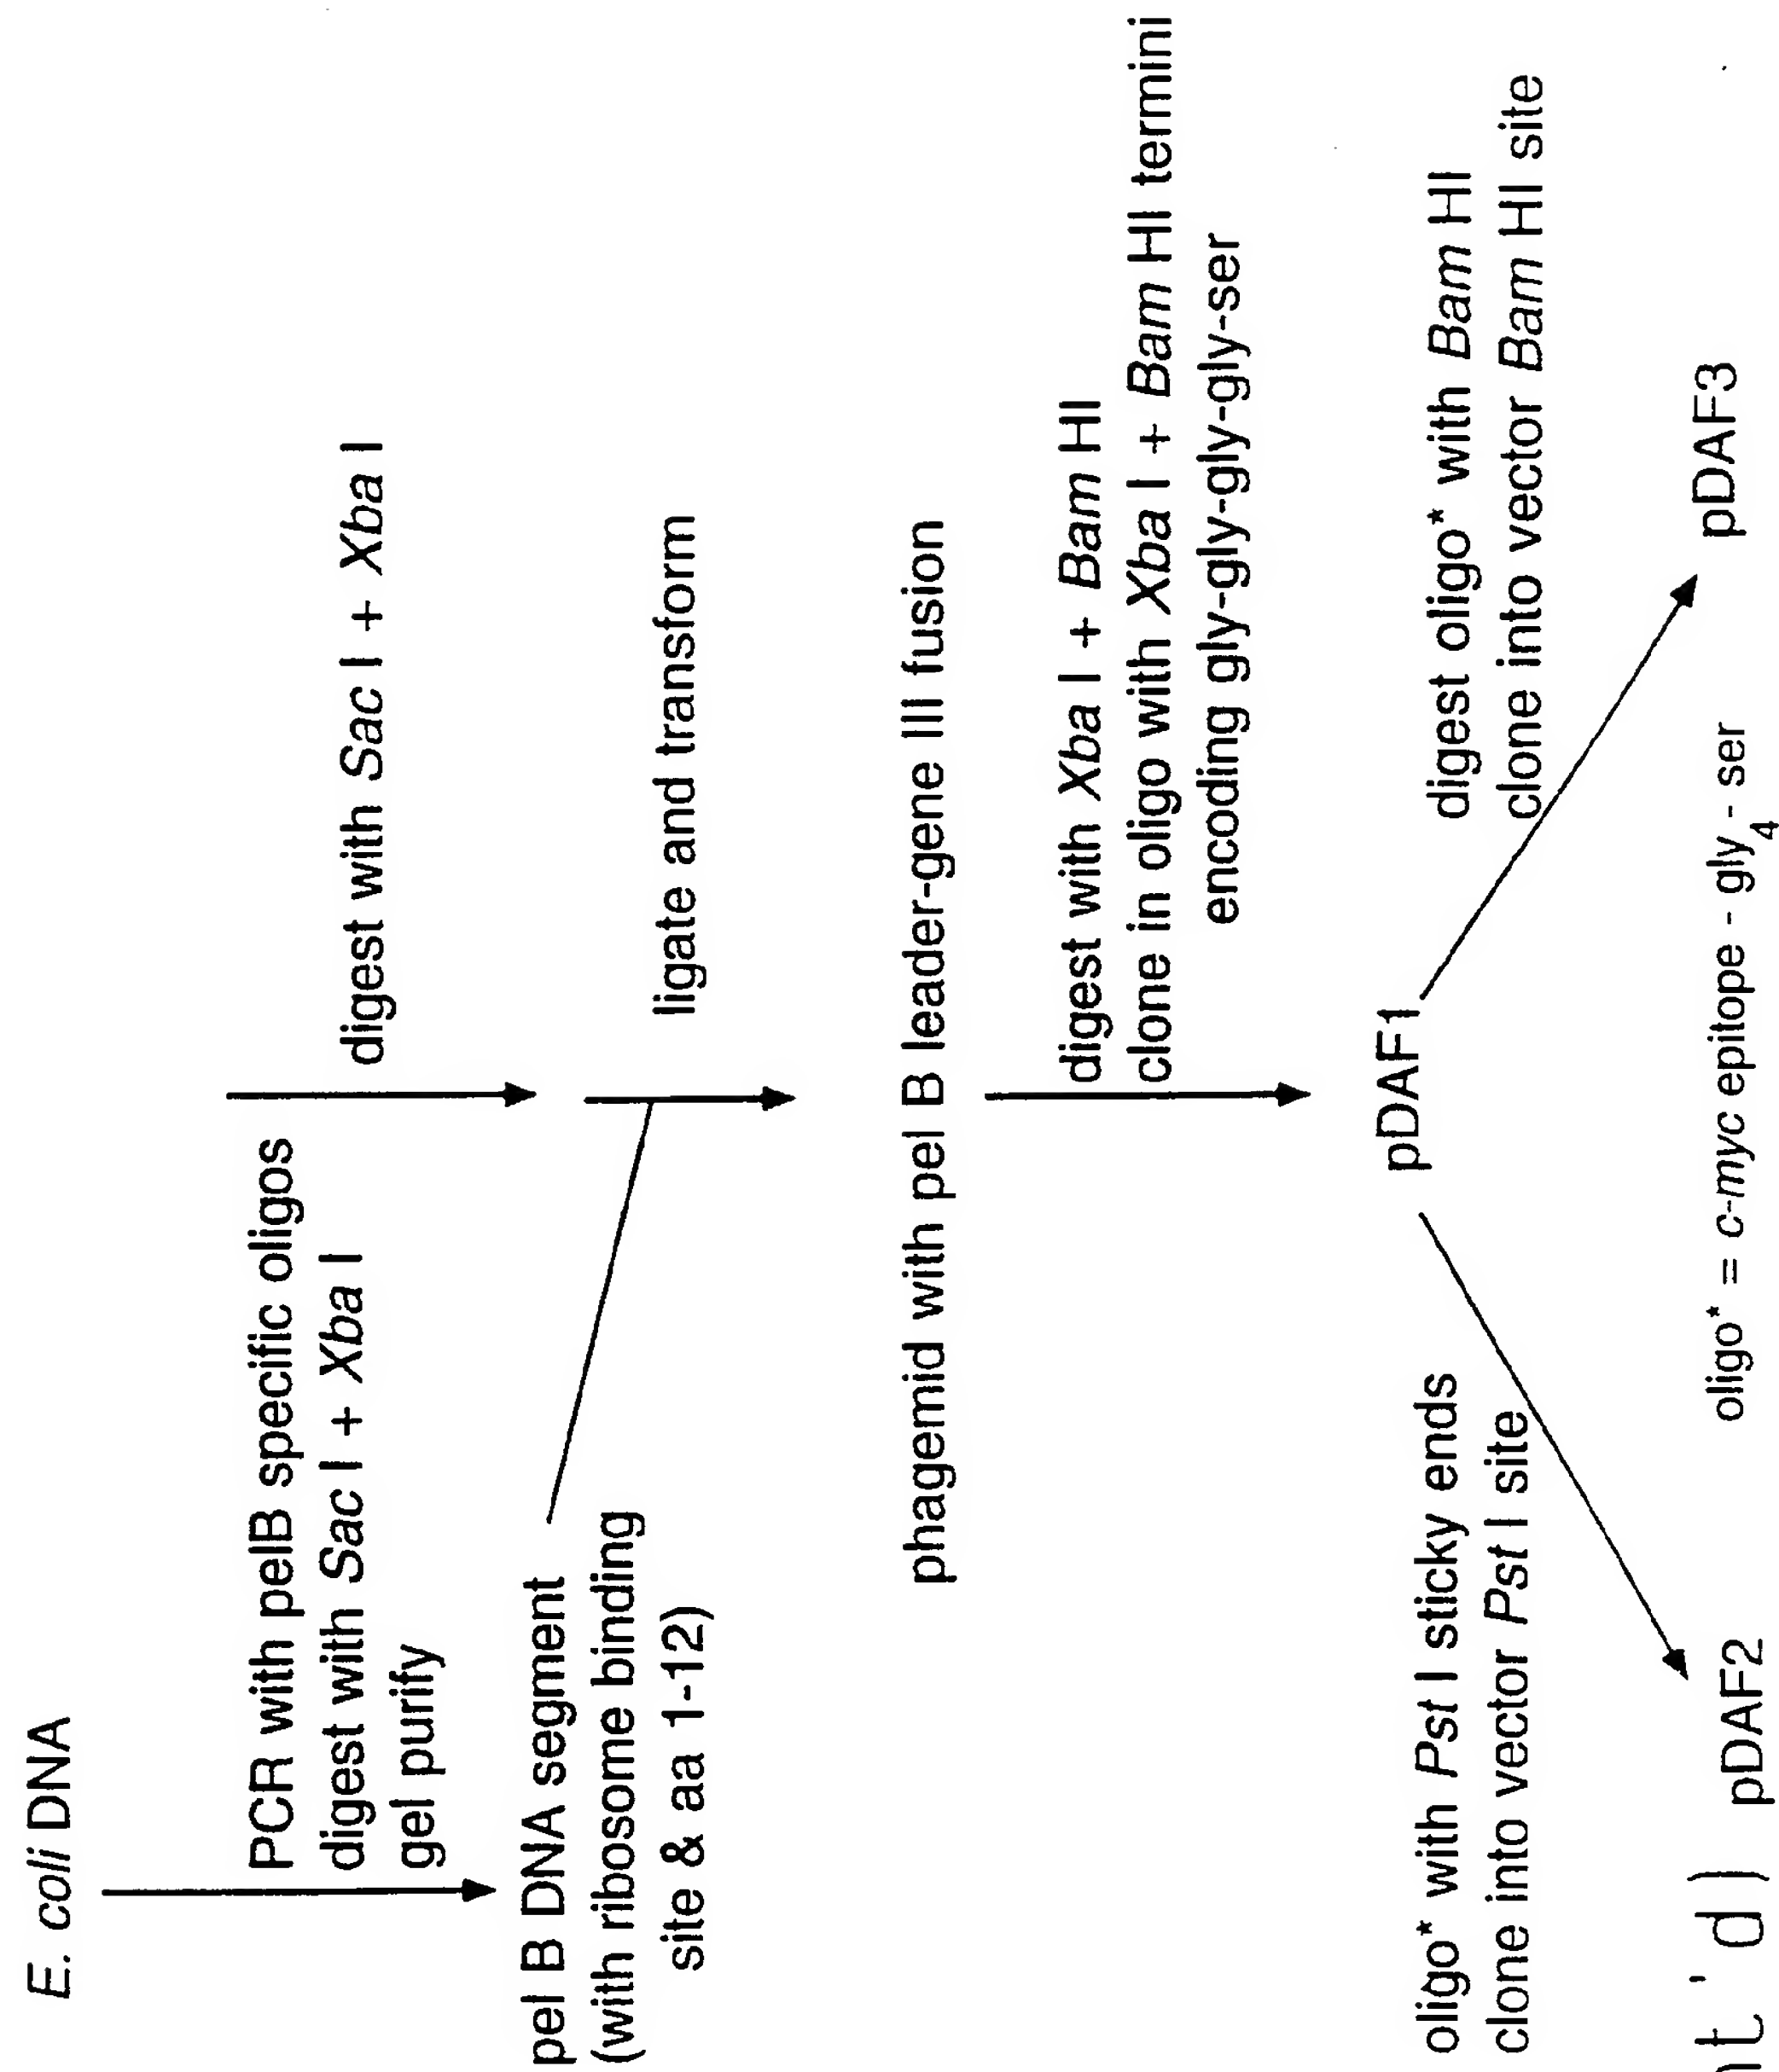 E. coli DNA
PCR with pelB specific oligos
digest with Sac I + Xba I
gel purify
digest with Sac I + Xba I
pel B DNA segment
(with ribosome binding
site & aa 1-12)
ligate and transform
phagemid with pel B leader-gene III fusion
digest with Xba I + Bam HI
clone in oligo with Xba I + Bam HI termini
encoding gly-gly-gly-gly-ser
pDAF1
oligo* with Pst I sticky ends
clone into vector Pst I site
digest oligo* with Bam HI
clone into vector Bam HI site
pDAF2
pDAF3
oligo* = c-myc epitope - gly4 - ser
t'd)